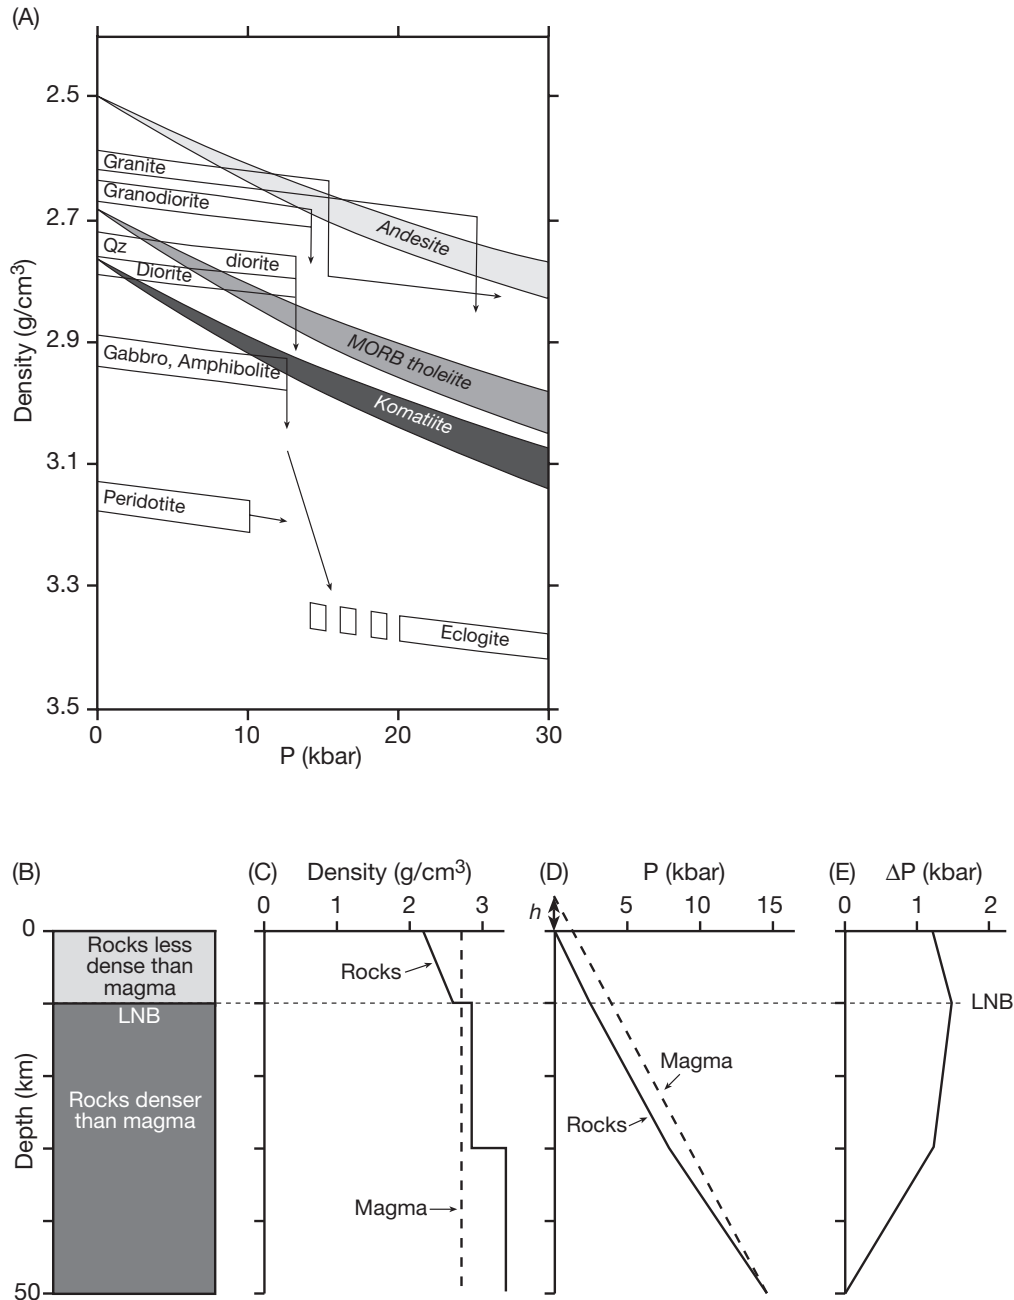 (A)
2.5
2.7
2.9
3.1
3.3
3.5
Density (g/cm³)
Granite
Granodiorite
Qz
diorite
Diorite
Gabbro, Amphibolite
Peridotite
Andesite
MORB tholeiite
Komatiite
Eclogite
0
10
20
30
P (kbar)
(B)
0
50
Depth (km)
Rocks less
dense than
magma
LNB
Rocks denser
than magma
(C)
Density (g/cm³)
0
1
2
3
Rocks
Magma
(D)
P (kbar)
h
5
10
15
Magma
Rocks
(E)
ΔP (kbar)
0
1
2
LNB